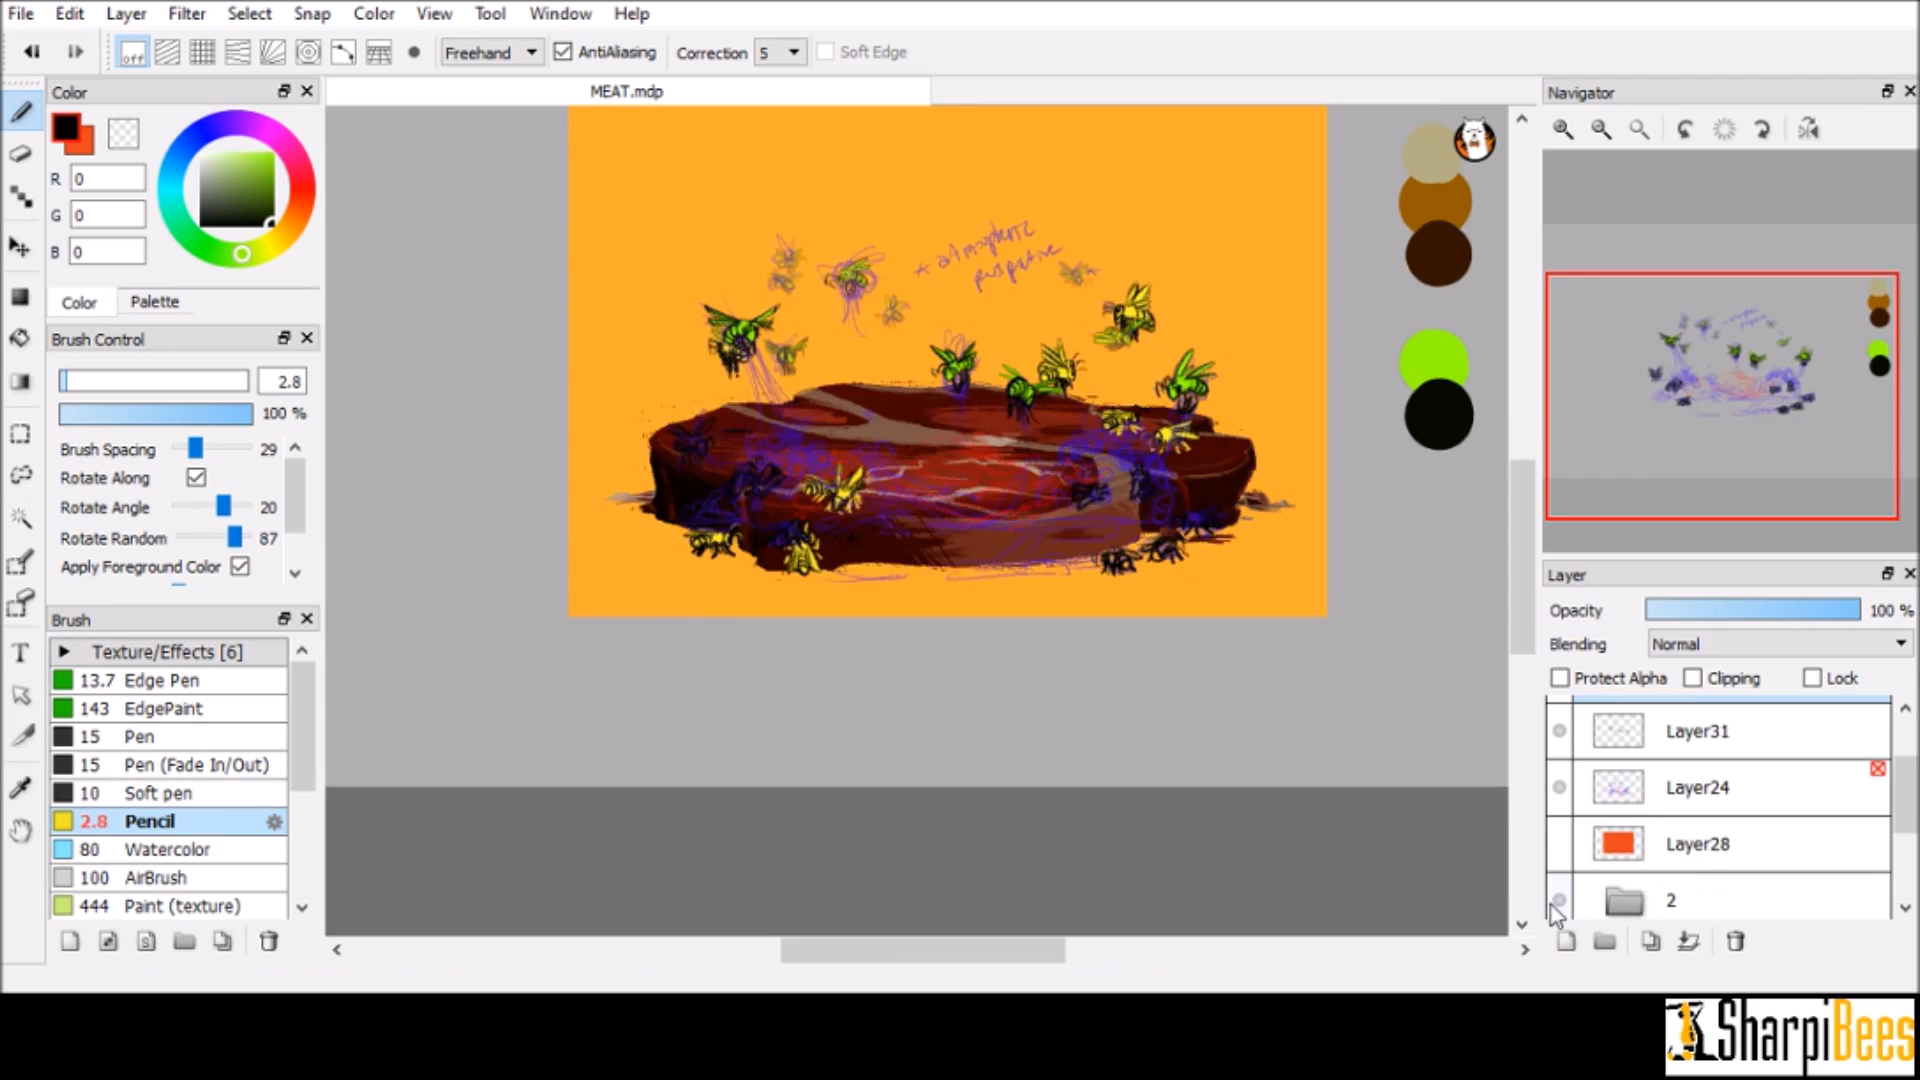 File Edit Layer Filter Select Snap Color View Tool Window Help
off Freehand AntiAliasing Correction 5 Soft Edge
Color
MEAT.mdp
Navigator
R 0
G 0
B 0
Color Palette
Brush Control
2.8
100 %
Brush Spacing 29
Rotate Along
Rotate Angle 20
Rotate Random 87
Apply Foreground Color
Brush
Texture/Effects [6]
13.7 Edge Pen
143 EdgePaint
15 Pen
15 Pen (Fade In/Out)
10 Soft pen
2.8 Pencil
80 Watercolor
100 AirBrush
444 Paint (texture)
* atmospheric
perspective
Layer
Opacity 100 %
Blending Normal
Protect Alpha Clipping Lock
Layer31
Layer24
Layer28
2
SharpiBees